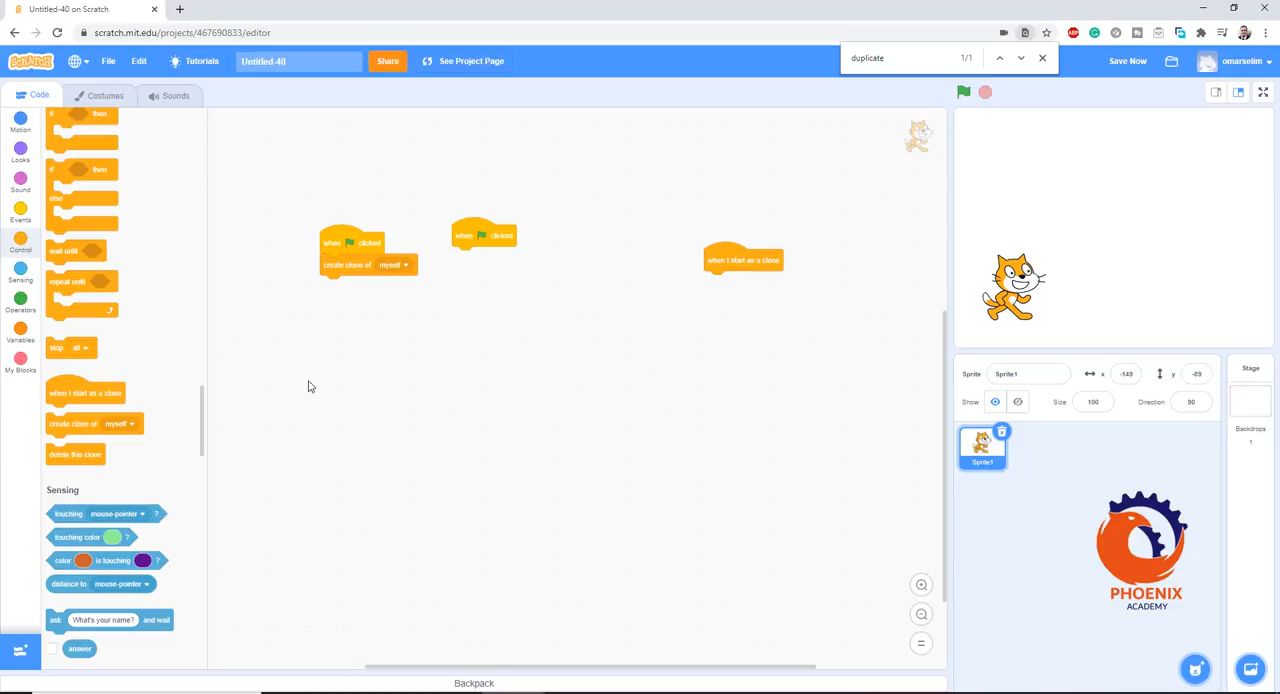 Untitled-40 on Scratch
scratch.mit.edu/projects/467690833/editor
duplicate 1/1
SCRATCH File Edit Tutorials Untitled-40 Share See Project Page Save Now omarselim
Code Costumes Sounds
Motion
Looks
Sound
Events
Control
Sensing
Operators
Variables
My Blocks
if then
if then
else
wait until
repeat until
stop all
when I start as a clone
create clone of myself
delete this clone
Sensing
touching mouse-pointer ?
touching color ?
color is touching ?
distance to mouse-pointer
ask What's your name? and wait
answer
when clicked
create clone of myself
when clicked
when I start as a clone
Sprite Sprite1 x -149 y -89
Show Size 100 Direction 90
Sprite1
Stage
Backdrops
1
PHOENIX
ACADEMY
Backpack